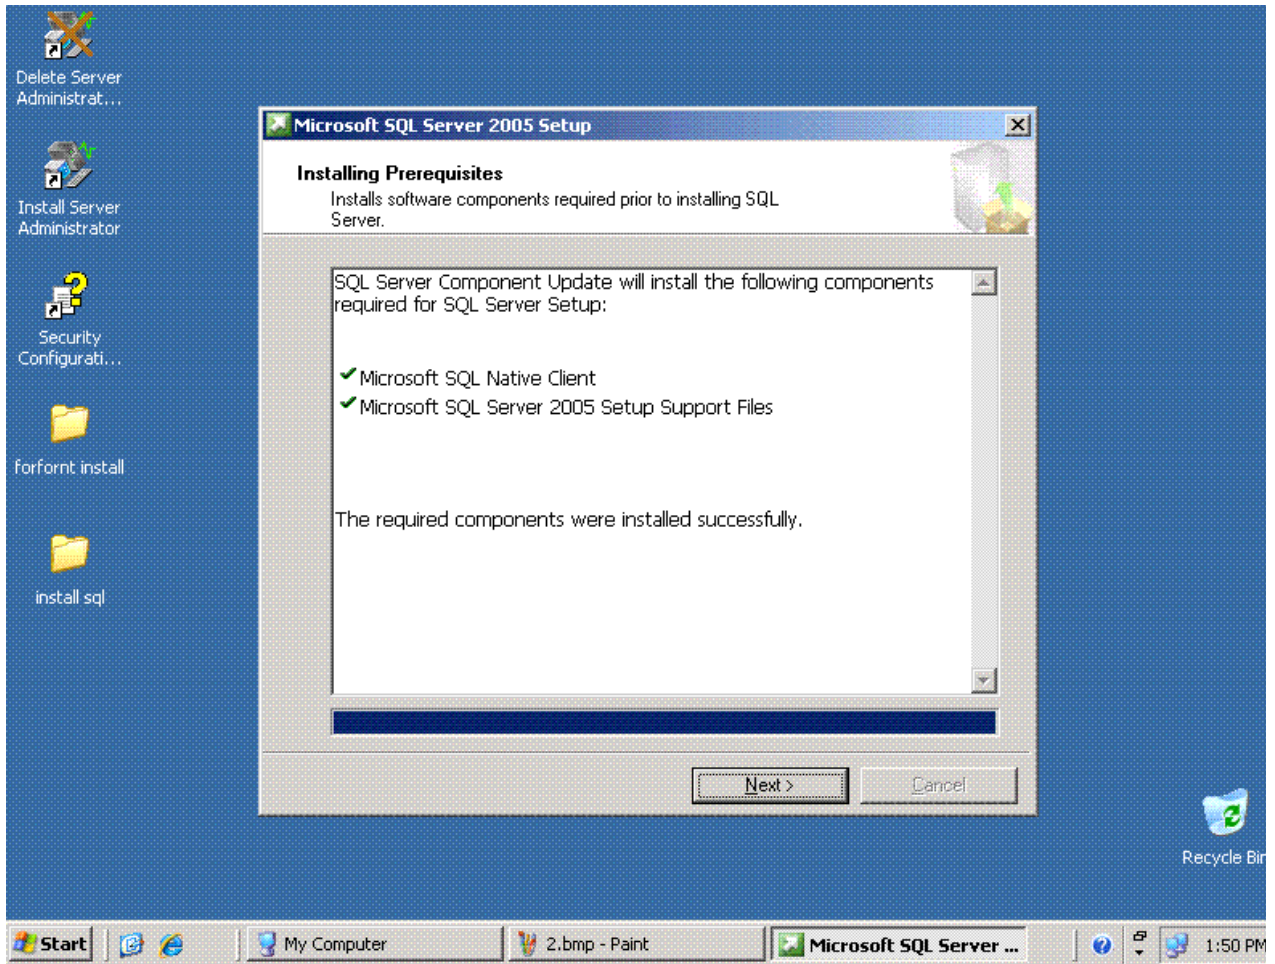 Delete Server
Administrat...
Install Server
Administrator
Security
Configurati...
forfornt install
install sql
Microsoft SQL Server 2005 Setup
Installing Prerequisites
Installs software components required prior to installing SQL
Server.
SQL Server Component Update will install the following components
required for SQL Server Setup:
Microsoft SQL Native Client
Microsoft SQL Server 2005 Setup Support Files
The required components were installed successfully.
Next >
Cancel
Recycle Bin
Start
My Computer
2.bmp - Paint
Microsoft SQL Server ...
1:50 PM